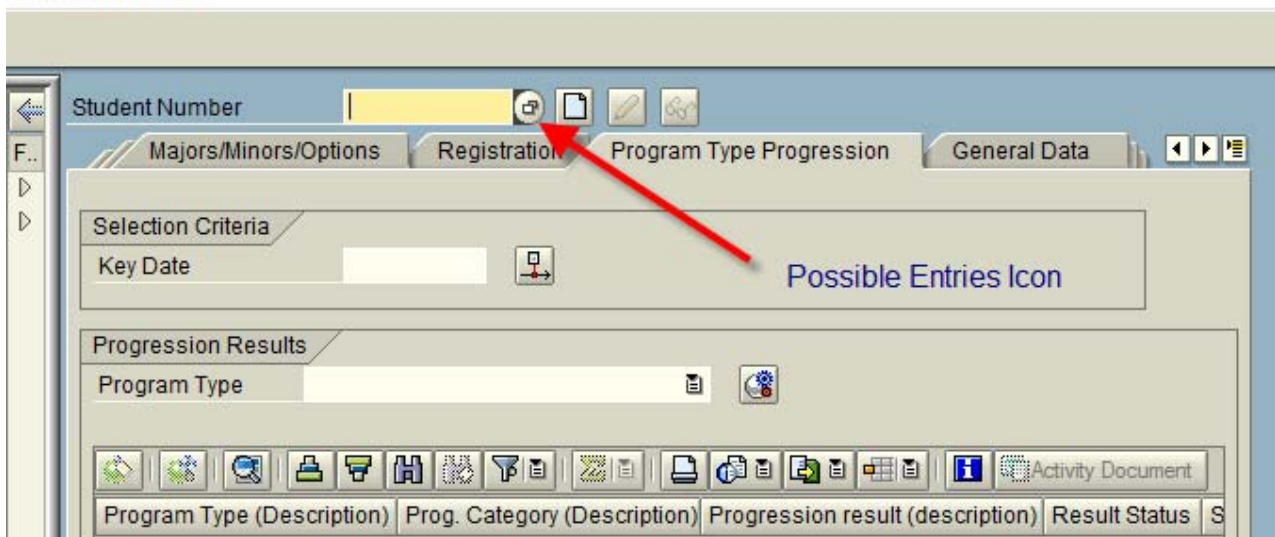 Student Number
F..
Majors/Minors/Options Registration Program Type Progression General Data
Selection Criteria
Key Date
Possible Entries Icon
Progression Results
Program Type
Activity Document
Program Type (Description) Prog. Category (Description) Progression result (description) Result Status S